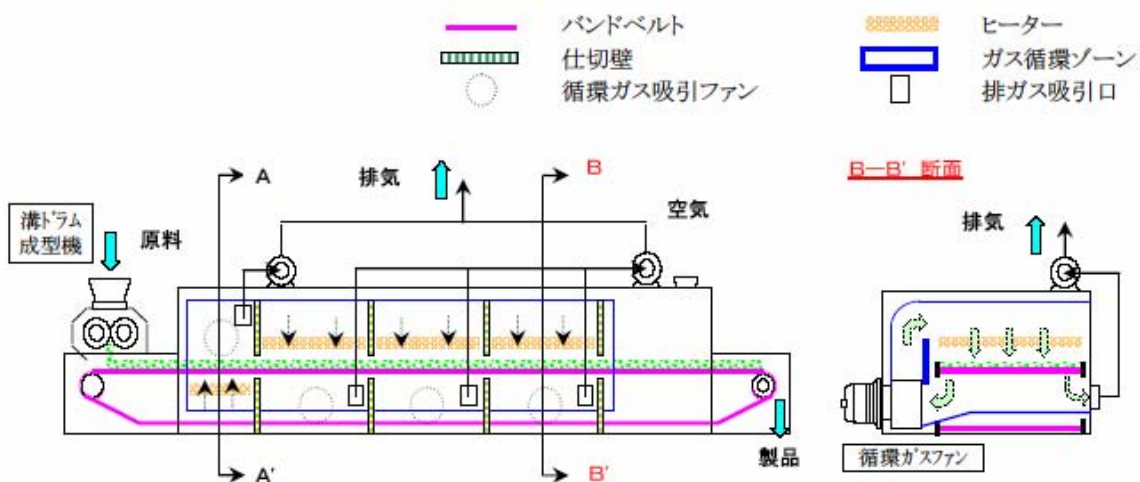 バンドベルト
ヒーター
仕切壁
ガス循環ゾーン
循環ガス吸引ファン
排ガス吸引口
A
排気
B
B－B' 断面
溝ドラム
成型機
原料
空気
排気
製品
A'
B'
循環ガスファン